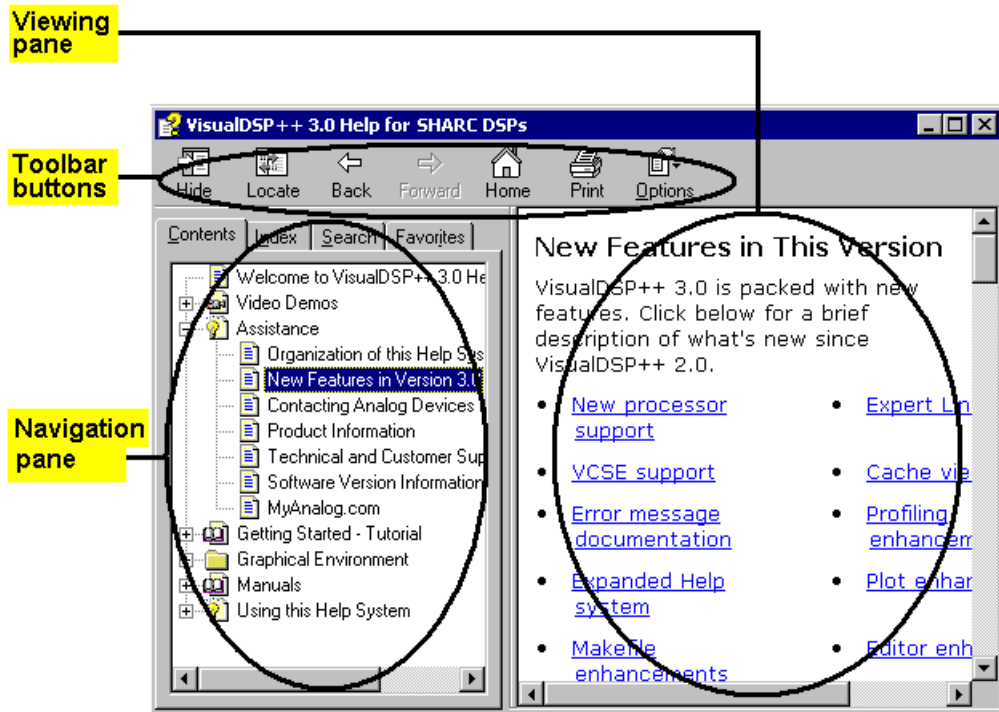 Viewing
pane
VisualDSP++ 3.0 Help for SHARC DSPs
Toolbar
buttons
Hide Locate Back Forward Home Print Options
Contents Index Search Favorites
Welcome to VisualDSP++ 3.0 He
Video Demos
Assistance
Organization of this Help Sys
New Features in Version 3.0
Contacting Analog Devices
Product Information
Technical and Customer Sup
Software Version Information
MyAnalog.com
Getting Started - Tutorial
Graphical Environment
Manuals
Using this Help System
Navigation
pane
New Features in This Version
VisualDSP++ 3.0 is packed with new
features. Click below for a brief
description of what's new since
VisualDSP++ 2.0.
• New processor
support
• VCSE support
• Error message
documentation
• Expanded Help
system
• Makefile
enhancements
• Expert Lin
• Cache vie
• Profiling
enhancem
• Plot enhan
• Editor enh